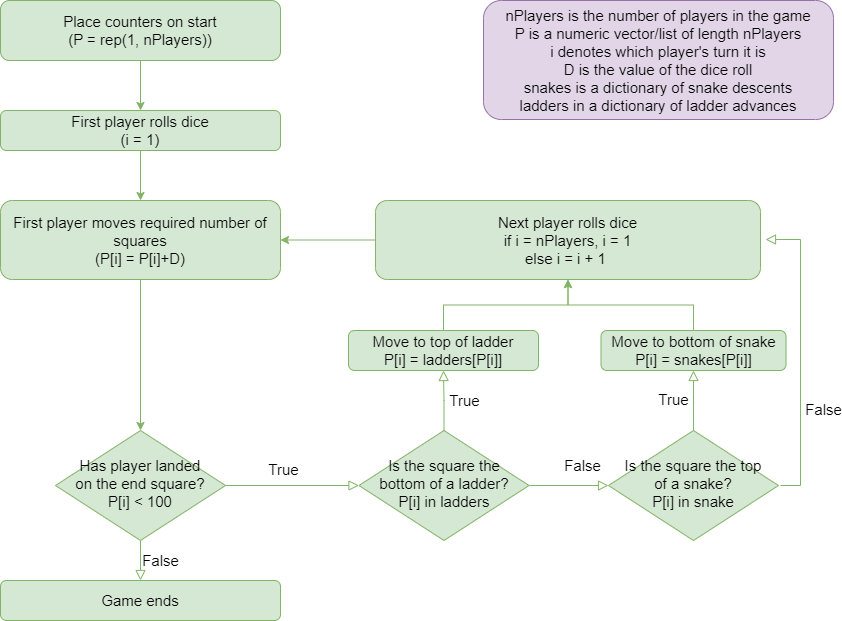 Place counters on start
(P = rep(1, nPlayers))
nPlayers is the number of players in the game
P is a numeric vector/list of length nPlayers
i denotes which player's turn it is
D is the value of the dice roll
snakes is a dictionary of snake descents
ladders in a dictionary of ladder advances
First player rolls dice
(i = 1)
First player moves required number of
squares
(P[i] = P[i]+D)
Next player rolls dice
if i = nPlayers, i = 1
else i = i + 1
Move to top of ladder
P[i] = ladders[P[i]]
Move to bottom of snake
P[i] = snakes[P[i]]
True
True
False
Has player landed
on the end square?
P[i] < 100
True
Is the square the
bottom of a ladder?
P[i] in ladders
False
Is the square the top
of a snake?
P[i] in snake
False
Game ends